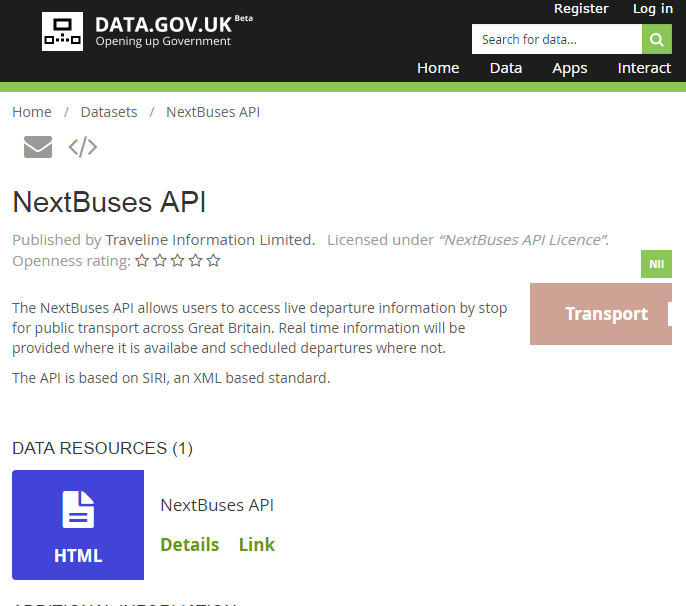 Register Log in
DATA.GOV.UK Beta
Opening up Government
Search for data...
Home Data Apps Interact
Home / Datasets / NextBuses API
</>
NextBuses API
Published by Traveline Information Limited. Licensed under “NextBuses API Licence”.
Openness rating:
NII
Transport
The NextBuses API allows users to access live departure information by stop
for public transport across Great Britain. Real time information will be
provided where it is availabe and scheduled departures where not.
The API is based on SIRI, an XML based standard.
DATA RESOURCES (1)
HTML
NextBuses API
Details Link
ADDITIONAL INFORMATION